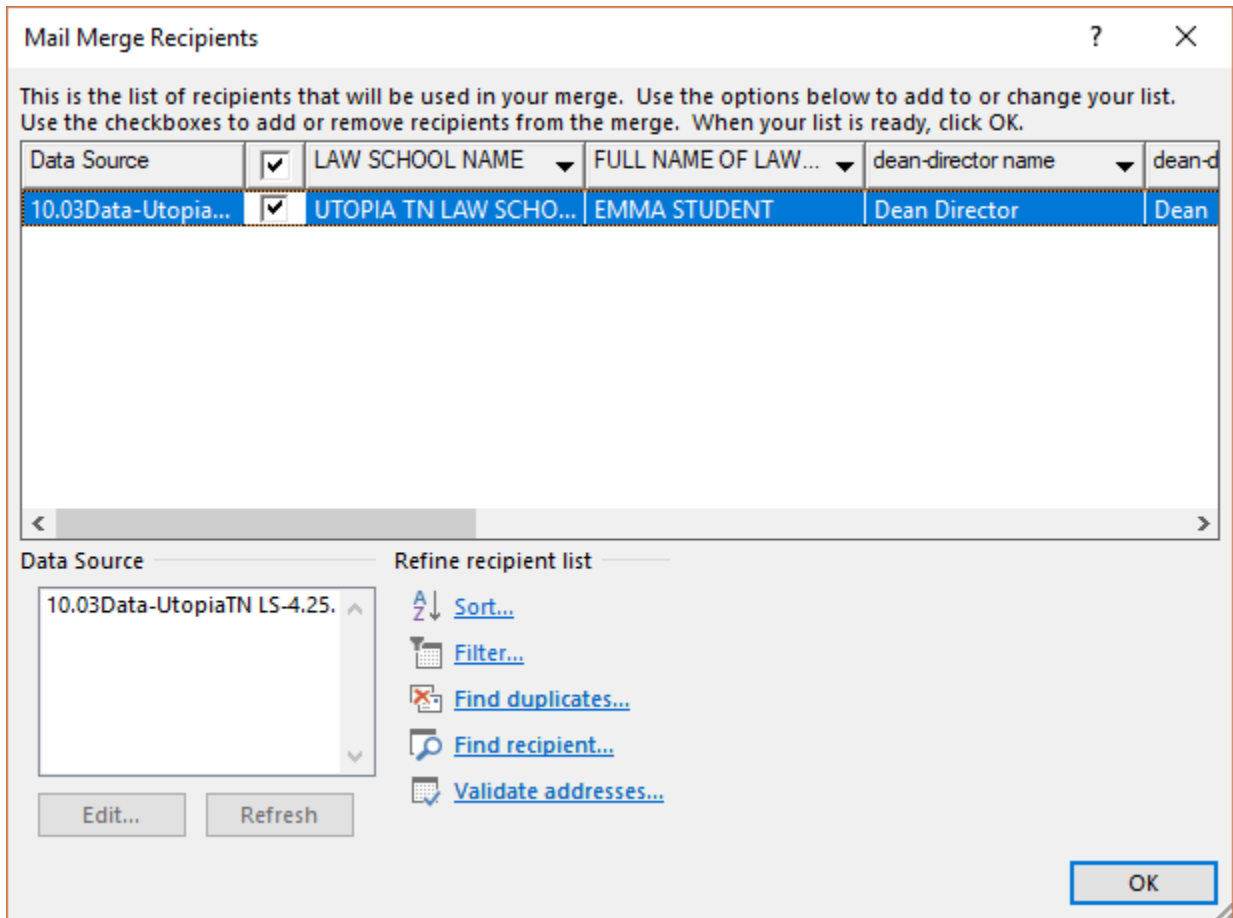 Mail Merge Recipients
?
This is the list of recipients that will be used in your merge.  Use the options below to add to or change your list.
Use the checkboxes to add or remove recipients from the merge.  When your list is ready, click OK.
Data Source LAW SCHOOL NAME FULL NAME OF LAW... dean-director name dean-d
10.03Data-Utopia... UTOPIA TN LAW SCHO... EMMA STUDENT Dean Director Dean
Data Source
10.03Data-UtopiaTN LS-4.25.
Edit...
Refresh
Refine recipient list
Sort...
Filter...
Find duplicates...
Find recipient...
Validate addresses...
OK